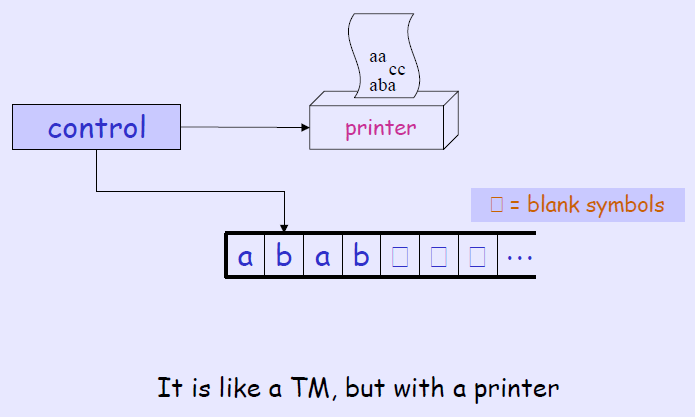 aa
cc
aba
control
printer
□ = blank symbols
a b a b □ □ □ ...
It is like a TM, but with a printer